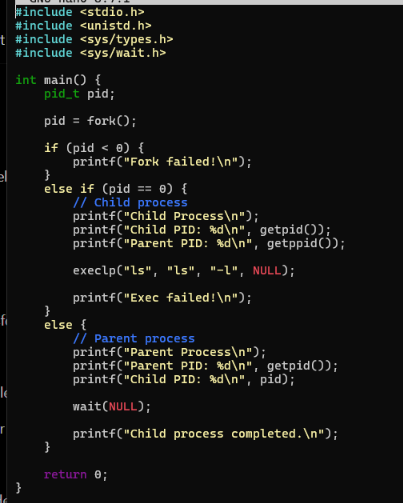 #include <stdio.h>
#include <unistd.h>
#include <sys/types.h>
#include <sys/wait.h>

int main() {
    pid_t pid;

    pid = fork();

    if (pid < 0) {
        printf("Fork failed!\n");
    }
    else if (pid == 0) {
        // Child process
        printf("Child Process\n");
        printf("Child PID: %d\n", getpid());
        printf("Parent PID: %d\n", getppid());

        execlp("ls", "ls", "-l", NULL);

        printf("Exec failed!\n");
    }
    else {
        // Parent process
        printf("Parent Process\n");
        printf("Parent PID: %d\n", getpid());
        printf("Child PID: %d\n", pid);

        wait(NULL);

        printf("Child process completed.\n");
    }

    return 0;
}